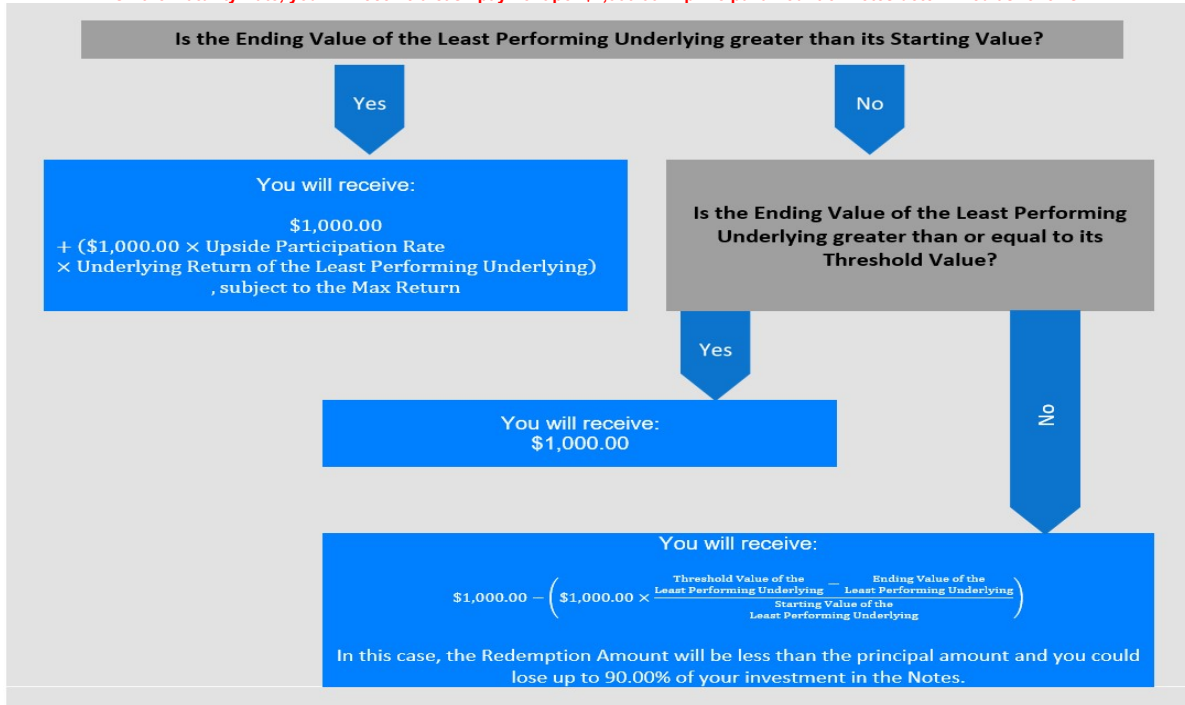 Is the Ending Value of the Least Performing Underlying greater than its Starting Value?
Yes
No
You will receive:
$1,000.00
+ ($1,000.00 × Upside Participation Rate
× Underlying Return of the Least Performing Underlying)
, subject to the Max Return
Is the Ending Value of the Least Performing
Underlying greater than or equal to its
Threshold Value?
Yes
No
You will receive:
$1,000.00
You will receive:
$1,000.00 − ($1,000.00 × (Threshold Value of the Least Performing Underlying − Ending Value of the Least Performing Underlying) / Starting Value of the Least Performing Underlying)
In this case, the Redemption Amount will be less than the principal amount and you could
lose up to 90.00% of your investment in the Notes.